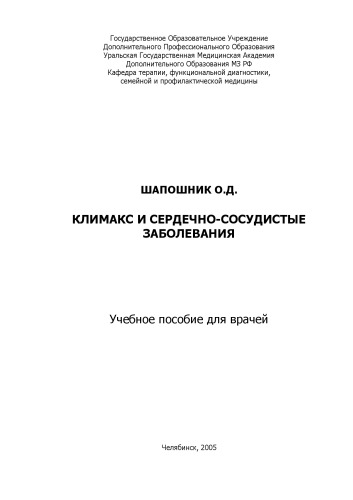 Государственное Образовательное Учреждение
Дополнительного Профессионального Образования
Уральская Государственная Медицинская Академия
Дополнительного Образования МЗ РФ
Кафедра терапии, функциональной диагностики,
семейной и профилактической медицины
ШАПОШНИК О.Д.
КЛИМАКС И СЕРДЕЧНО-СОСУДИСТЫЕ
ЗАБОЛЕВАНИЯ
Учебное пособие для врачей
Челябинск, 2005